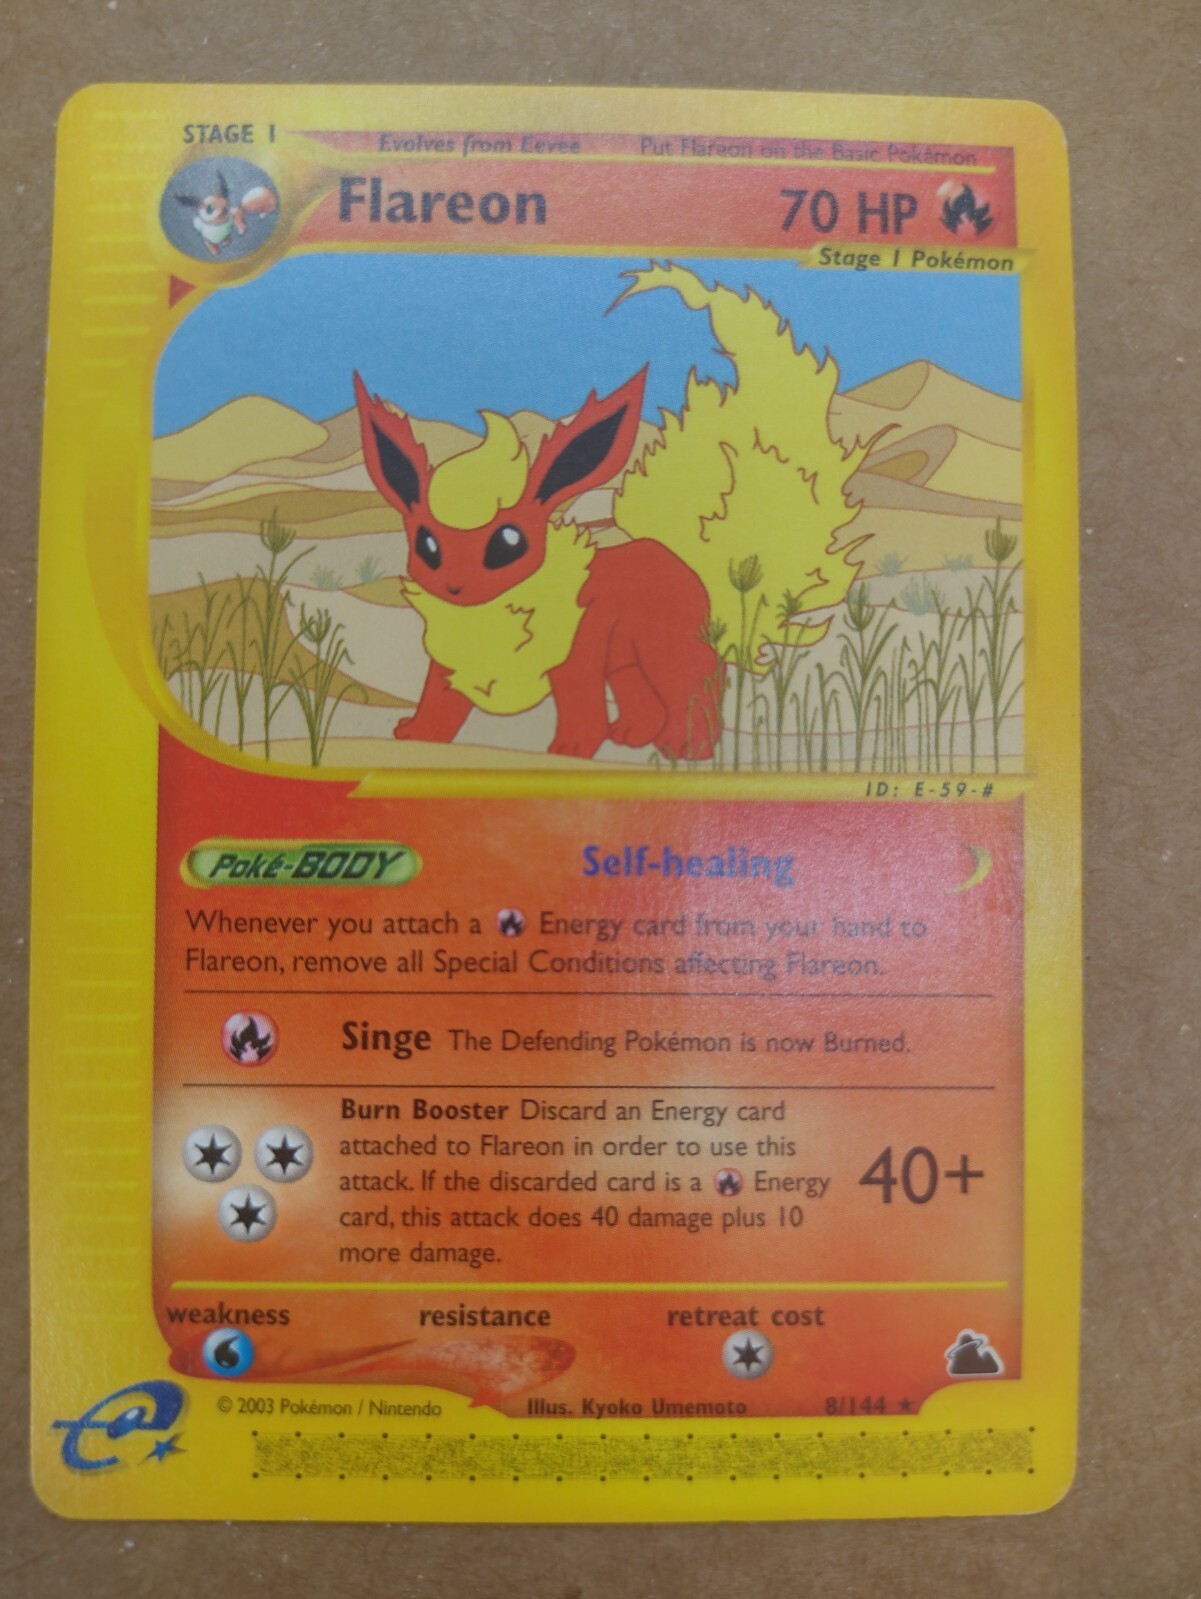 STAGE 1
Evolves from Eevee
Put Flareon on the Basic Pokémon
Flareon
70 HP
Stage 1 Pokémon
ID: E-59-#
Poké-BODY
Self-healing
Whenever you attach a Energy card from your hand to
Flareon, remove all Special Conditions affecting Flareon.
Singe The Defending Pokémon is now Burned.
Burn Booster Discard an Energy card
attached to Flareon in order to use this
attack. If the discarded card is a Energy
card, this attack does 40 damage plus 10
more damage.
40+
weakness
resistance
retreat cost
© 2003 Pokémon / Nintendo
Illus. Kyoko Umemoto
8/144 ★
e